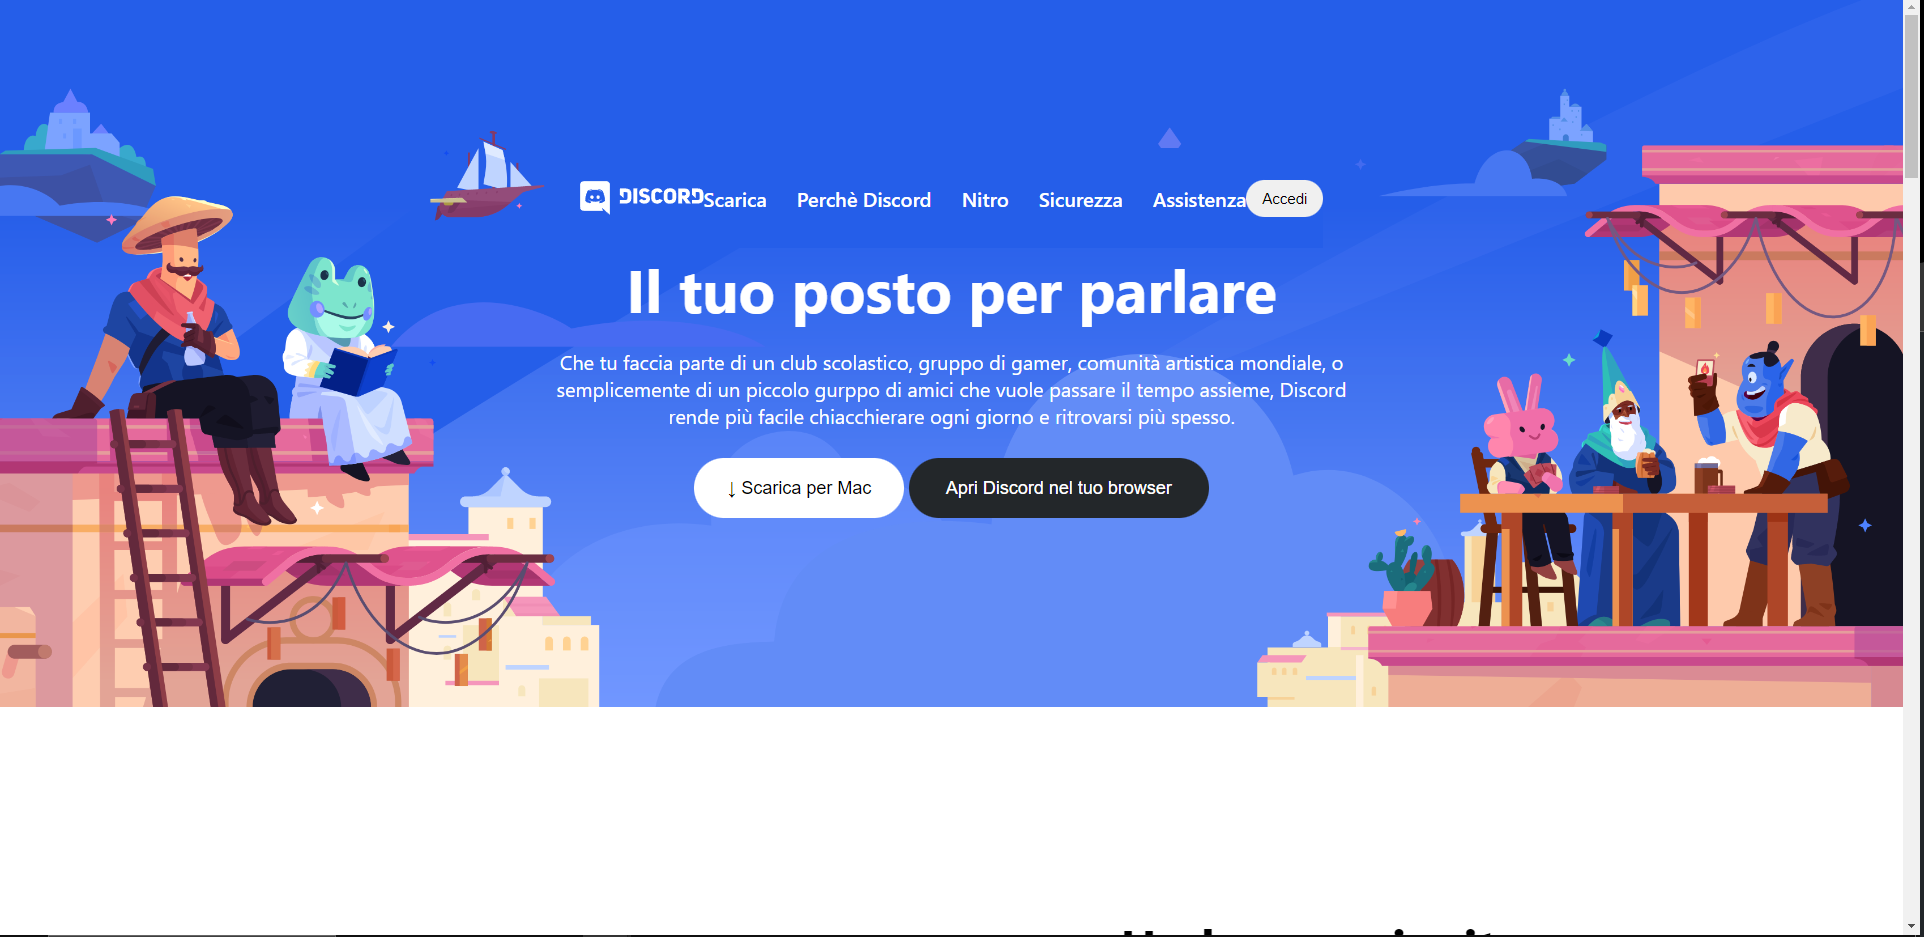 DISCORD Scarica Perchè Discord Nitro Sicurezza Assistenza Accedi
Il tuo posto per parlare
Che tu faccia parte di un club scolastico, gruppo di gamer, comunità artistica mondiale, o
semplicemente di un piccolo gurppo di amici che vuole passare il tempo assieme, Discord
rende più facile chiacchierare ogni giorno e ritrovarsi più spesso.
↓ Scarica per Mac Apri Discord nel tuo browser